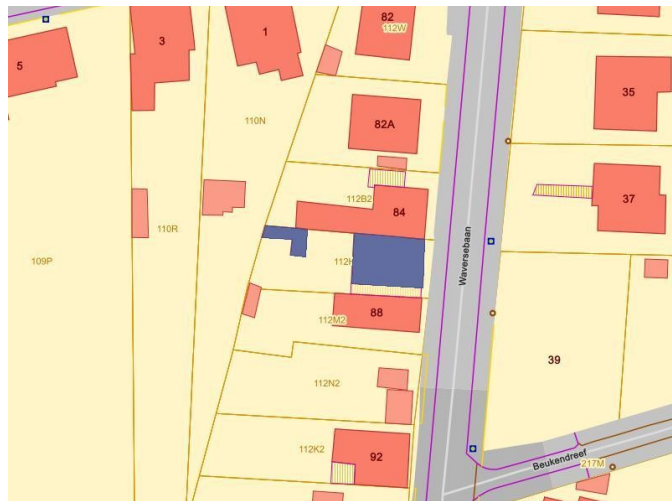 82
112W
1
3
5
35
82A
110N
112B2
84
37
110R
Waversebaan
109P
88
112M2
39
112N2
112K2
92
Beukendreef
217M